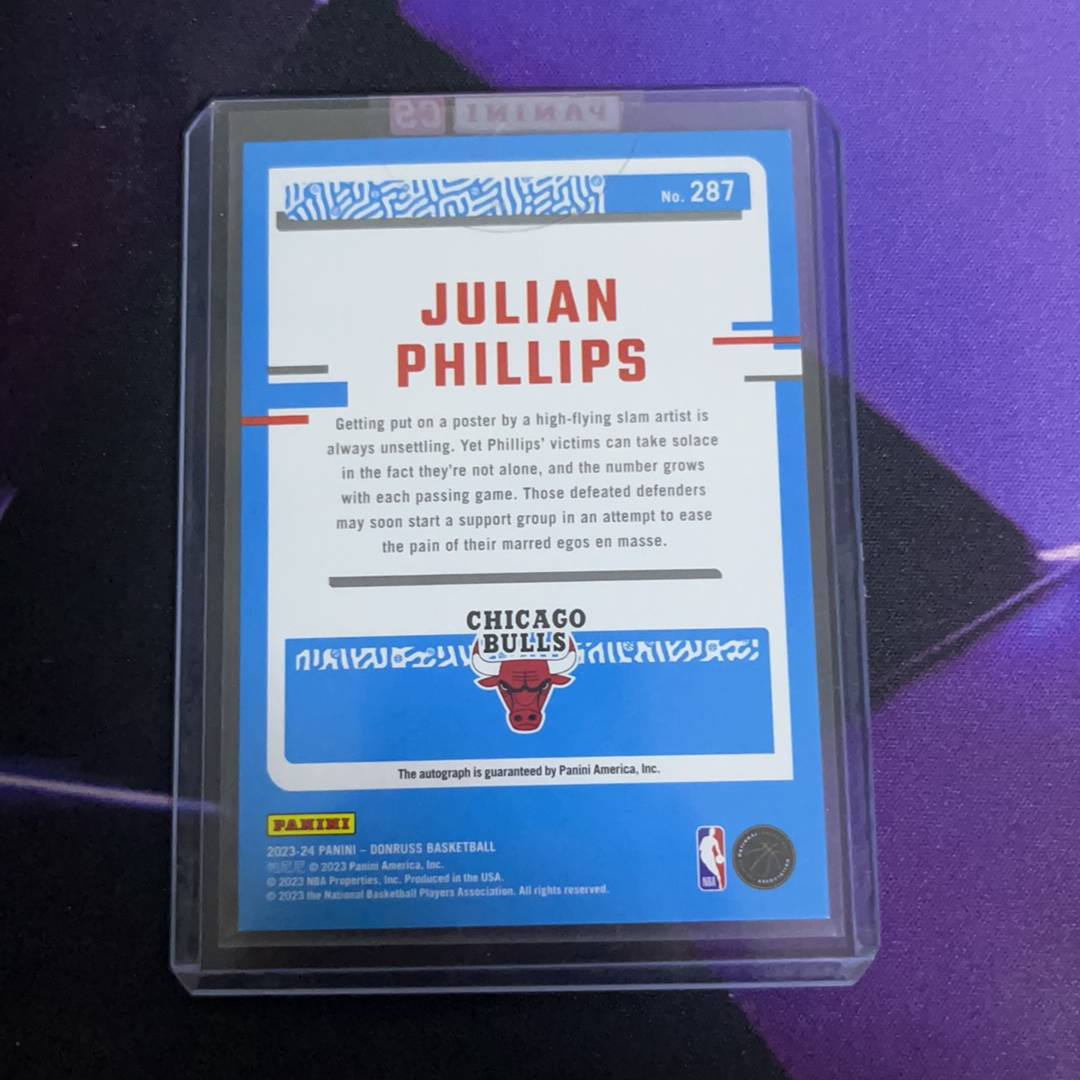 PANINI CS
No. 287
JULIAN
PHILLIPS
Getting put on a poster by a high-flying slam artist is
always unsettling. Yet Phillips' victims can take solace
in the fact they're not alone, and the number grows
with each passing game. Those defeated defenders
may soon start a support group in an attempt to ease
the pain of their marred egos en masse.
CHICAGO
BULLS
The autograph is guaranteed by Panini America, Inc.
PANINI
2023-24 PANINI – DONRUSS BASKETBALL
帕尼尼 © 2023 Panini America, Inc.
© 2023 NBA Properties, Inc. Produced in the USA.
© 2023 the National Basketball Players Association. All rights reserved.
NBA